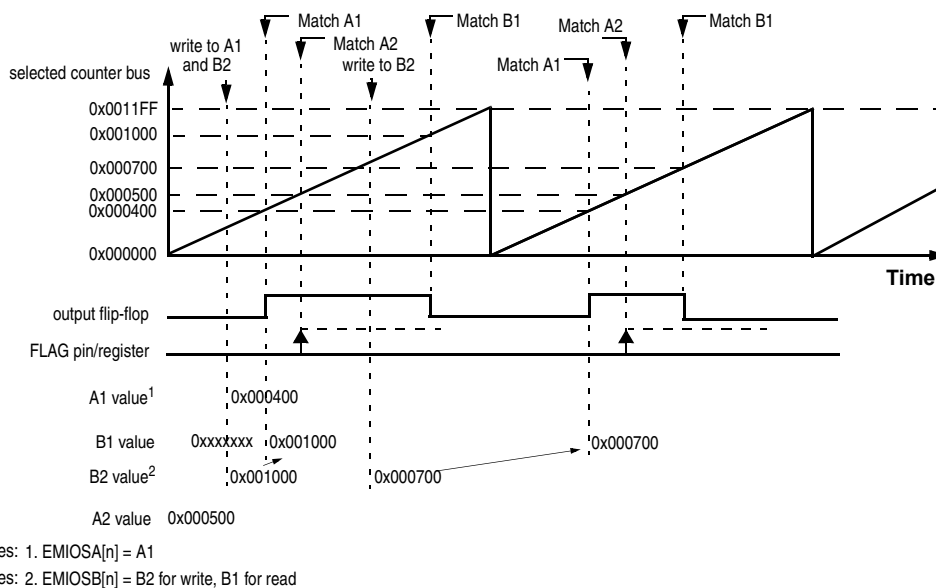 Match A1
Match B1
Match A2
Match B1
write to A1
and B2
Match A2
write to B2
Match A1
selected counter bus
0x0011FF
0x001000
0x000700
0x000500
0x000400
0x000000
Time
output flip-flop
FLAG pin/register
A1 value1
0x000400
B1 value
0xxxxxxx
0x001000
0x000700
B2 value2
0x001000
0x000700
A2 value
0x000500
es: 1. EMIOSA[n] = A1
es: 2. EMIOSB[n] = B2 for write, B1 for read